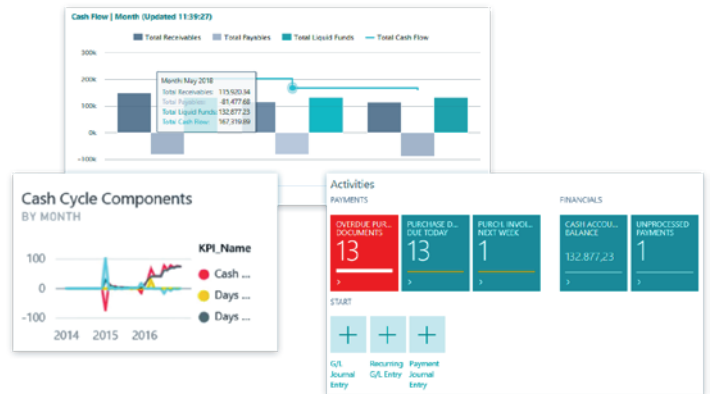 Cash Flow | Month (Updated 11:39:27)
Total Receivables Total Payables Total Liquid Funds Total Cash Flow
300k
200k
100k
0k
-100k
Month: May 2018
Total Receivables: 115,920.34
Total Payables: -81,477.68
Total Liquid Funds: 132,877.23
Total Cash Flow: 167,319.89
Cash Cycle Components
BY MONTH
100
0
-100
2014 2015 2016
KPI_Name
Cash ...
Days ...
Days ...
Activities
PAYMENTS FINANCIALS
OVERDUE PUR...
DOCUMENTS
13
PURCHASE D...
DUE TODAY
13
PURCH. INVOI...
NEXT WEEK
1
CASH ACCOU...
BALANCE
132.877,23
UNPROCESSED
PAYMENTS
1
START
G/L
Journal
Entry
Recurring
G/L Entry
Payment
Journal
Entry